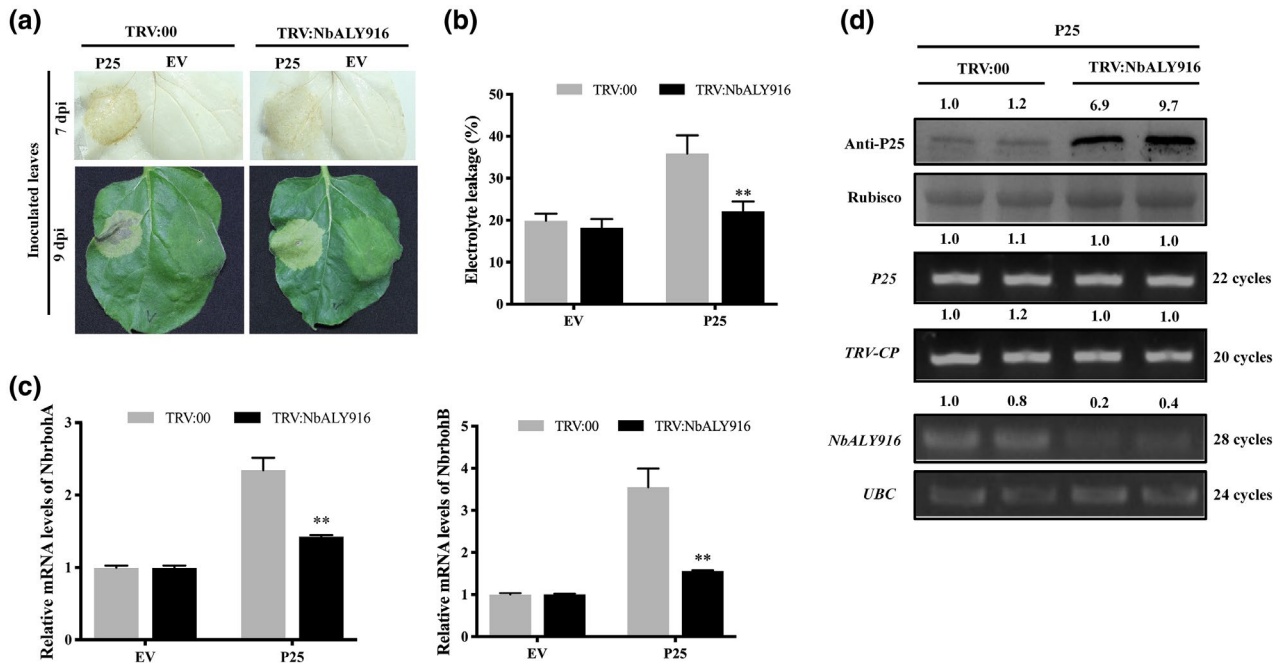 (a)
TRV:00 TRV:NbALY916
P25 EV P25 EV
Inoculated leaves
7 dpi
9 dpi
(b)
TRV:00 TRV:NbALY916
Electrolyte leakage (%)
50
40
30
20
10
0
**
EV P25
(c)
TRV:00 TRV:NbALY916
Relative mRNA levels of NbrbohA
3
2
1
0
**
EV P25
TRV:00 TRV:NbALY916
Relative mRNA levels of NbrbohB
5
4
3
2
1
0
**
EV P25
(d)
P25
TRV:00 TRV:NbALY916
1.0 1.2 6.9 9.7
Anti-P25
Rubisco
1.0 1.1 1.0 1.0
P25 22 cycles
1.0 1.2 1.0 1.0
TRV-CP 20 cycles
1.0 0.8 0.2 0.4
NbALY916 28 cycles
UBC 24 cycles